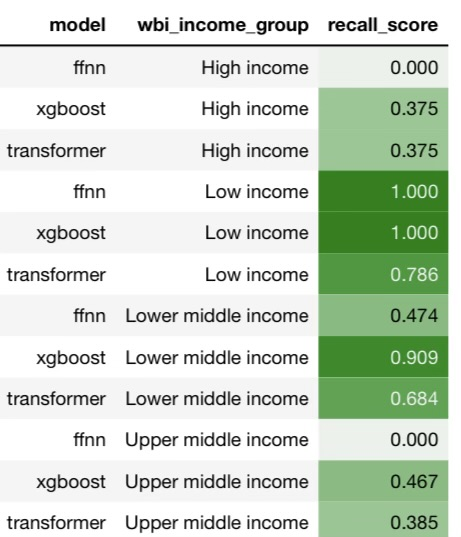 model wbi_income_group recall_score
ffnn High income 0.000
xgboost High income 0.375
transformer High income 0.375
ffnn Low income 1.000
xgboost Low income 1.000
transformer Low income 0.786
ffnn Lower middle income 0.474
xgboost Lower middle income 0.909
transformer Lower middle income 0.684
ffnn Upper middle income 0.000
xgboost Upper middle income 0.467
transformer Upper middle income 0.385